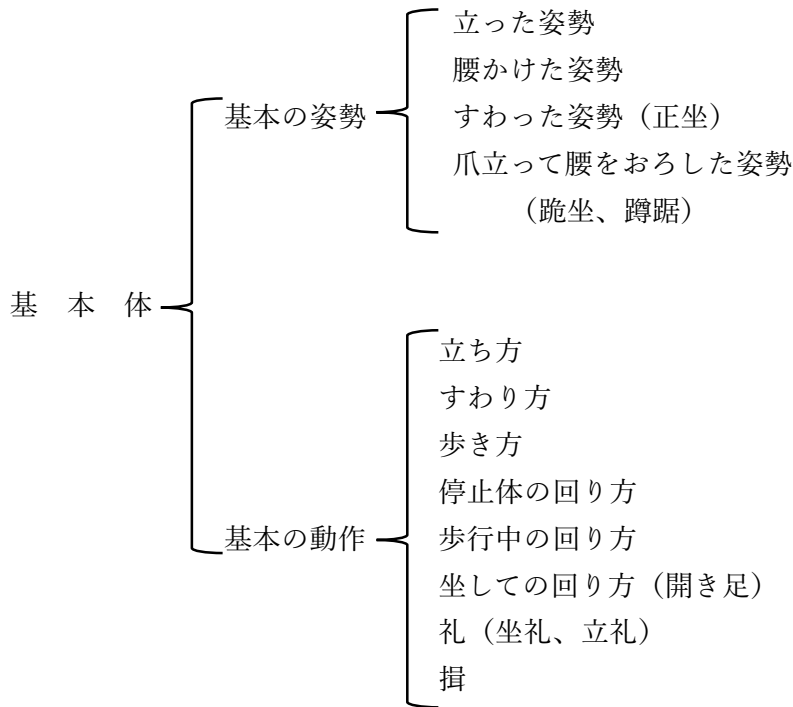 基本体
基本の姿勢
立った姿勢
腰かけた姿勢
すわった姿勢（正坐）
爪立って腰をおろした姿勢
（跪坐、蹲踞）
基本の動作
立ち方
すわり方
歩き方
停止体の回り方
歩行中の回り方
坐しての回り方（開き足）
礼（坐礼、立礼）
揖